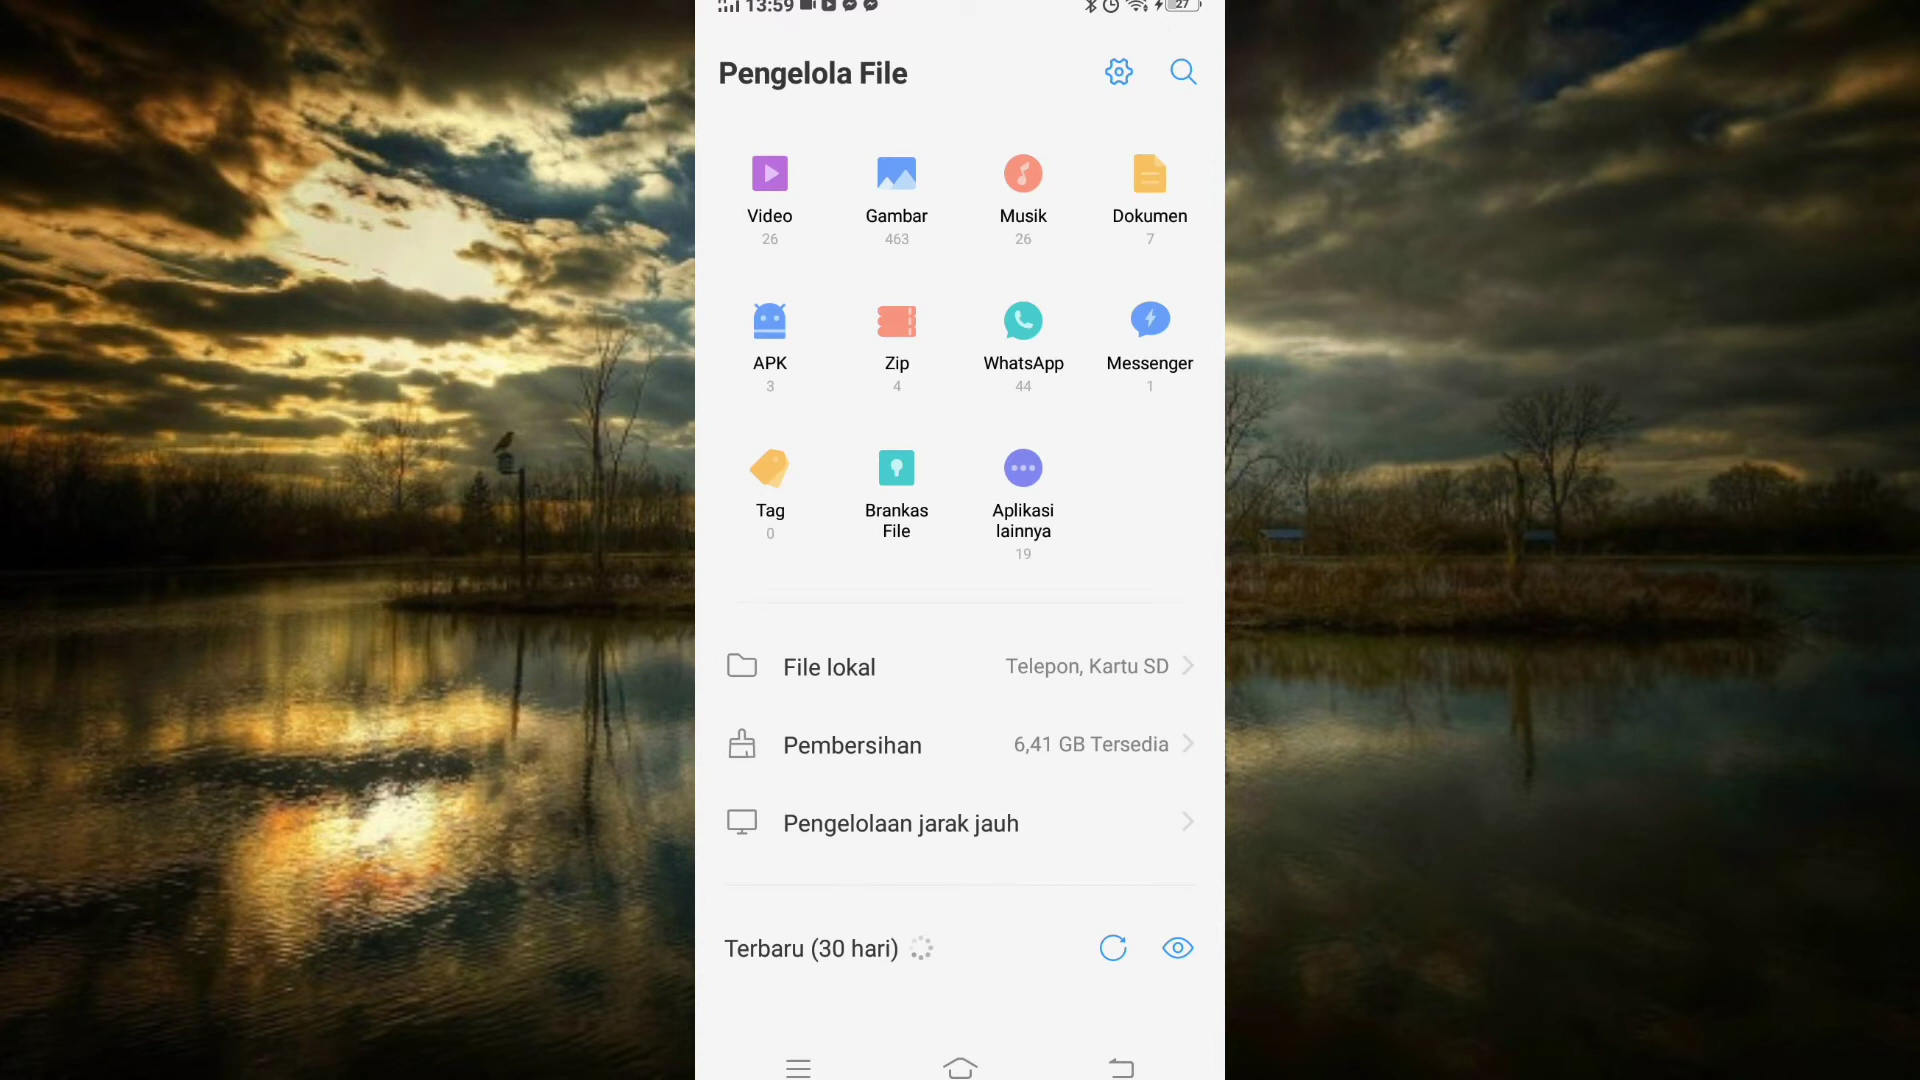 13:59
27
Pengelola File
Video
26
Gambar
463
Musik
26
Dokumen
7
APK
3
Zip
4
WhatsApp
44
Messenger
1
Tag
0
Brankas
File
Aplikasi
lainnya
19
File lokal
Telepon, Kartu SD
Pembersihan
6,41 GB Tersedia
Pengelolaan jarak jauh
Terbaru (30 hari)